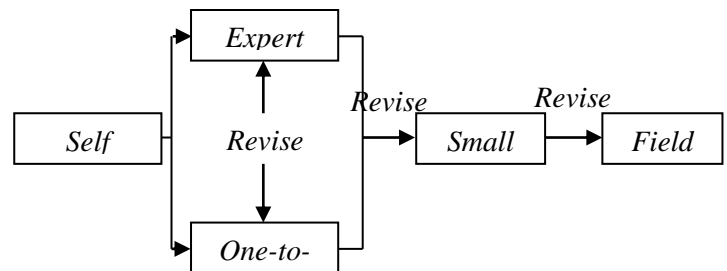 Expert
Revise
Revise
Self
Revise
Small
Field
One-to-